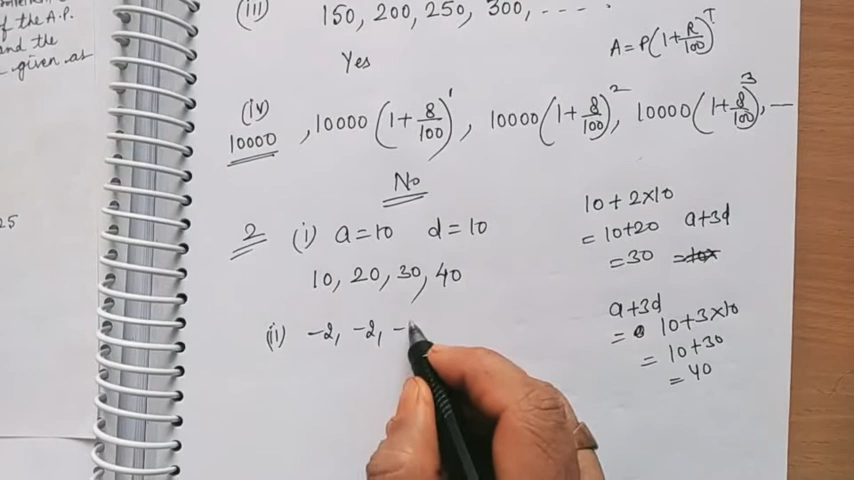 of the A.P.
and the
given as
25
(iii) 150, 200, 250, 300, - - - - .
Yes
A = P(1+R/100)^T
(iv) 10000 , 10000(1+8/100)^1, 10000(1+8/100)^2, 10000(1+8/100)^3, —
No
2 (i) a=10 d=10
10, 20, 30, 40
(ii) -2, -2, -
10+2×10
=10+20 a+3d
=30
a+3d
= 10+3×10
= 10+30
= 40